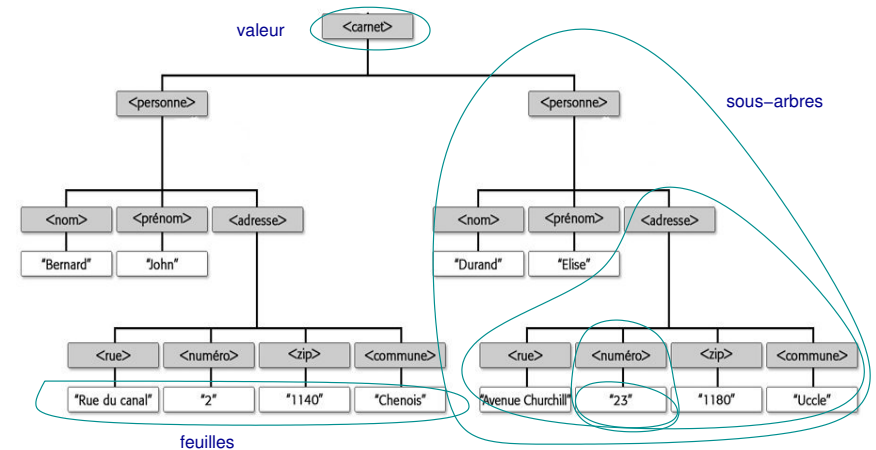 valeur <carnet>
<personne> <personne> sous–arbres
<nom> <prénom> <adresse> <nom> <prénom> <adresse>
"Bernard" "John" "Durand" "Elise"
<rue> <numéro> <zip> <commune> <rue> <numéro> <zip> <commune>
"Rue du canal" "2" "1140" "Chenois" "Avenue Churchill" "23" "1180" "Uccle"
feuilles